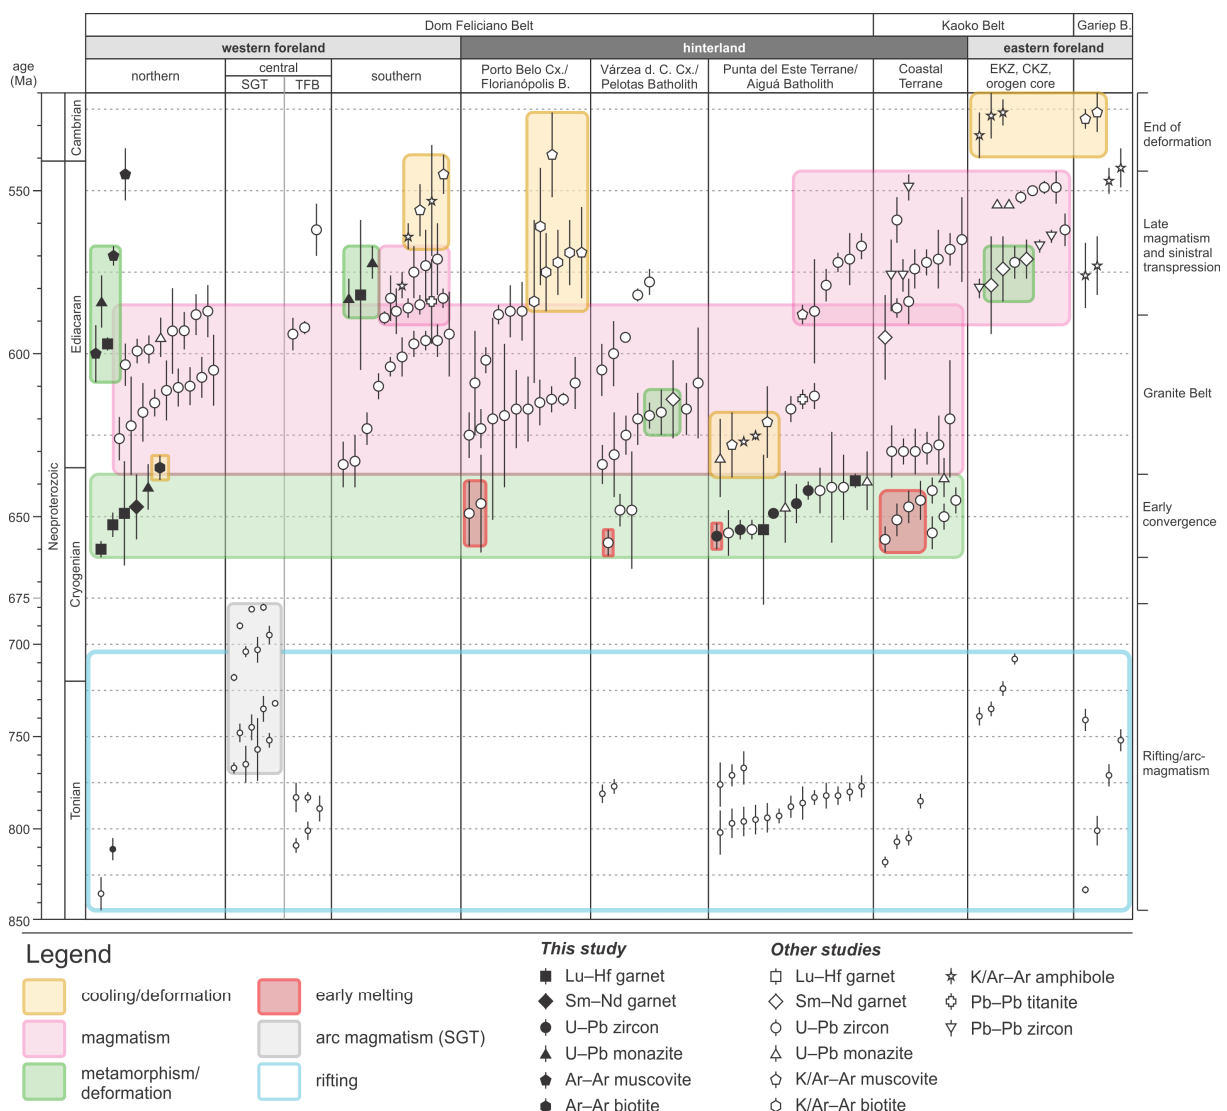 Dom Feliciano Belt
Kaoko Belt
Gariep B.
western foreland
hinterland
eastern foreland
age
(Ma)
northern
central
SGT
TFB
southern
Porto Belo Cx./
Florianópolis B.
Várzea d. C. Cx./
Pelotas Batholith
Punta del Este Terrane/
Aiguá Batholith
Coastal
Terrane
EKZ, CKZ,
orogen core
550
600
650
675
700
750
800
850
Neoproterozoic
Cambrian
Ediacaran
Cryogenian
Tonian
End of
deformation
Late
magmatism
and sinistral
transpression
Granite Belt
Early
convergence
Rifting/arc-
magmatism
Legend
cooling/deformation
magmatism
metamorphism/
deformation
early melting
arc magmatism (SGT)
rifting
This study
Lu–Hf garnet
Sm–Nd garnet
U–Pb zircon
U–Pb monazite
Ar–Ar muscovite
Ar–Ar biotite
Other studies
Lu–Hf garnet
Sm–Nd garnet
U–Pb zircon
U–Pb monazite
K/Ar–Ar muscovite
K/Ar–Ar biotite
K/Ar–Ar amphibole
Pb–Pb titanite
Pb–Pb zircon